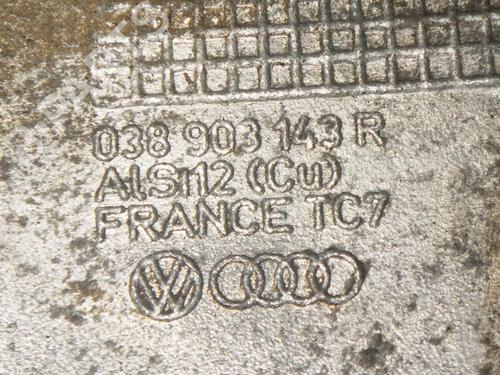 038 903 143 R
AlSi12 (Cu)
FRANCE TC7